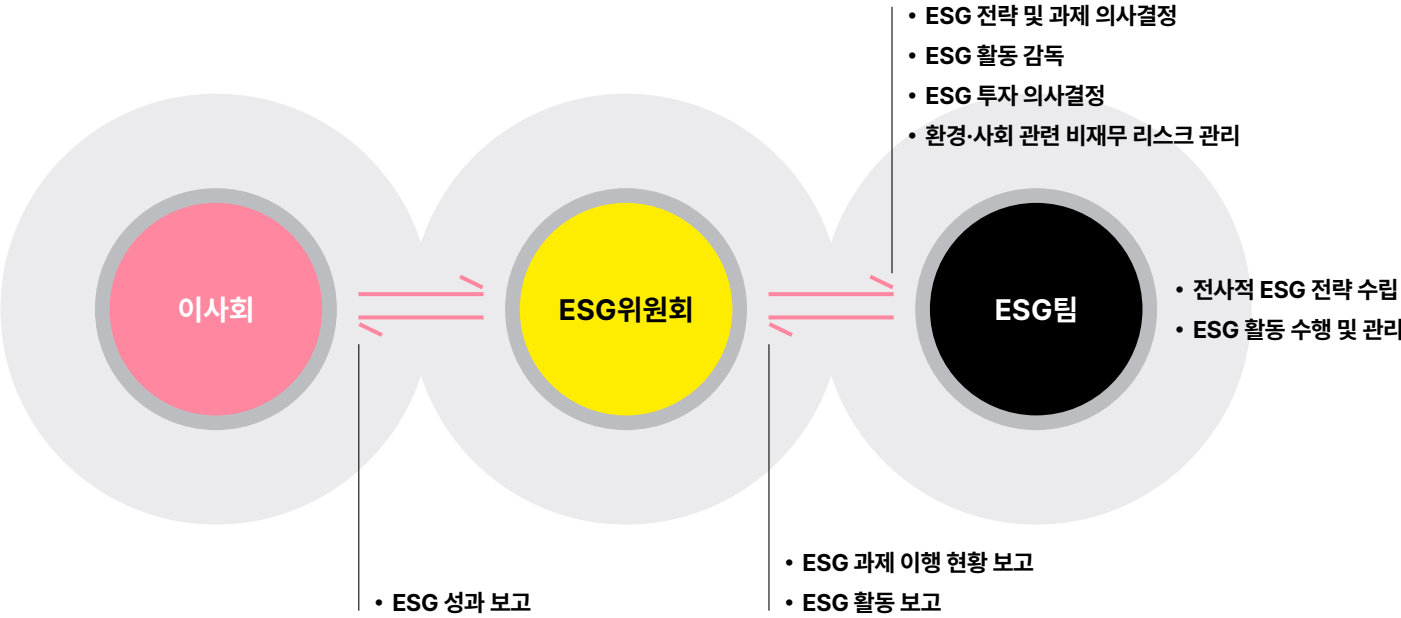 • ESG 전략 및 과제 의사결정
• ESG 활동 감독
• ESG 투자 의사결정
• 환경·사회 관련 비재무 리스크 관리
이사회
ESG위원회
ESG팀
• 전사적 ESG 전략 수립
• ESG 활동 수행 및 관리
• ESG 성과 보고
• ESG 과제 이행 현황 보고
• ESG 활동 보고